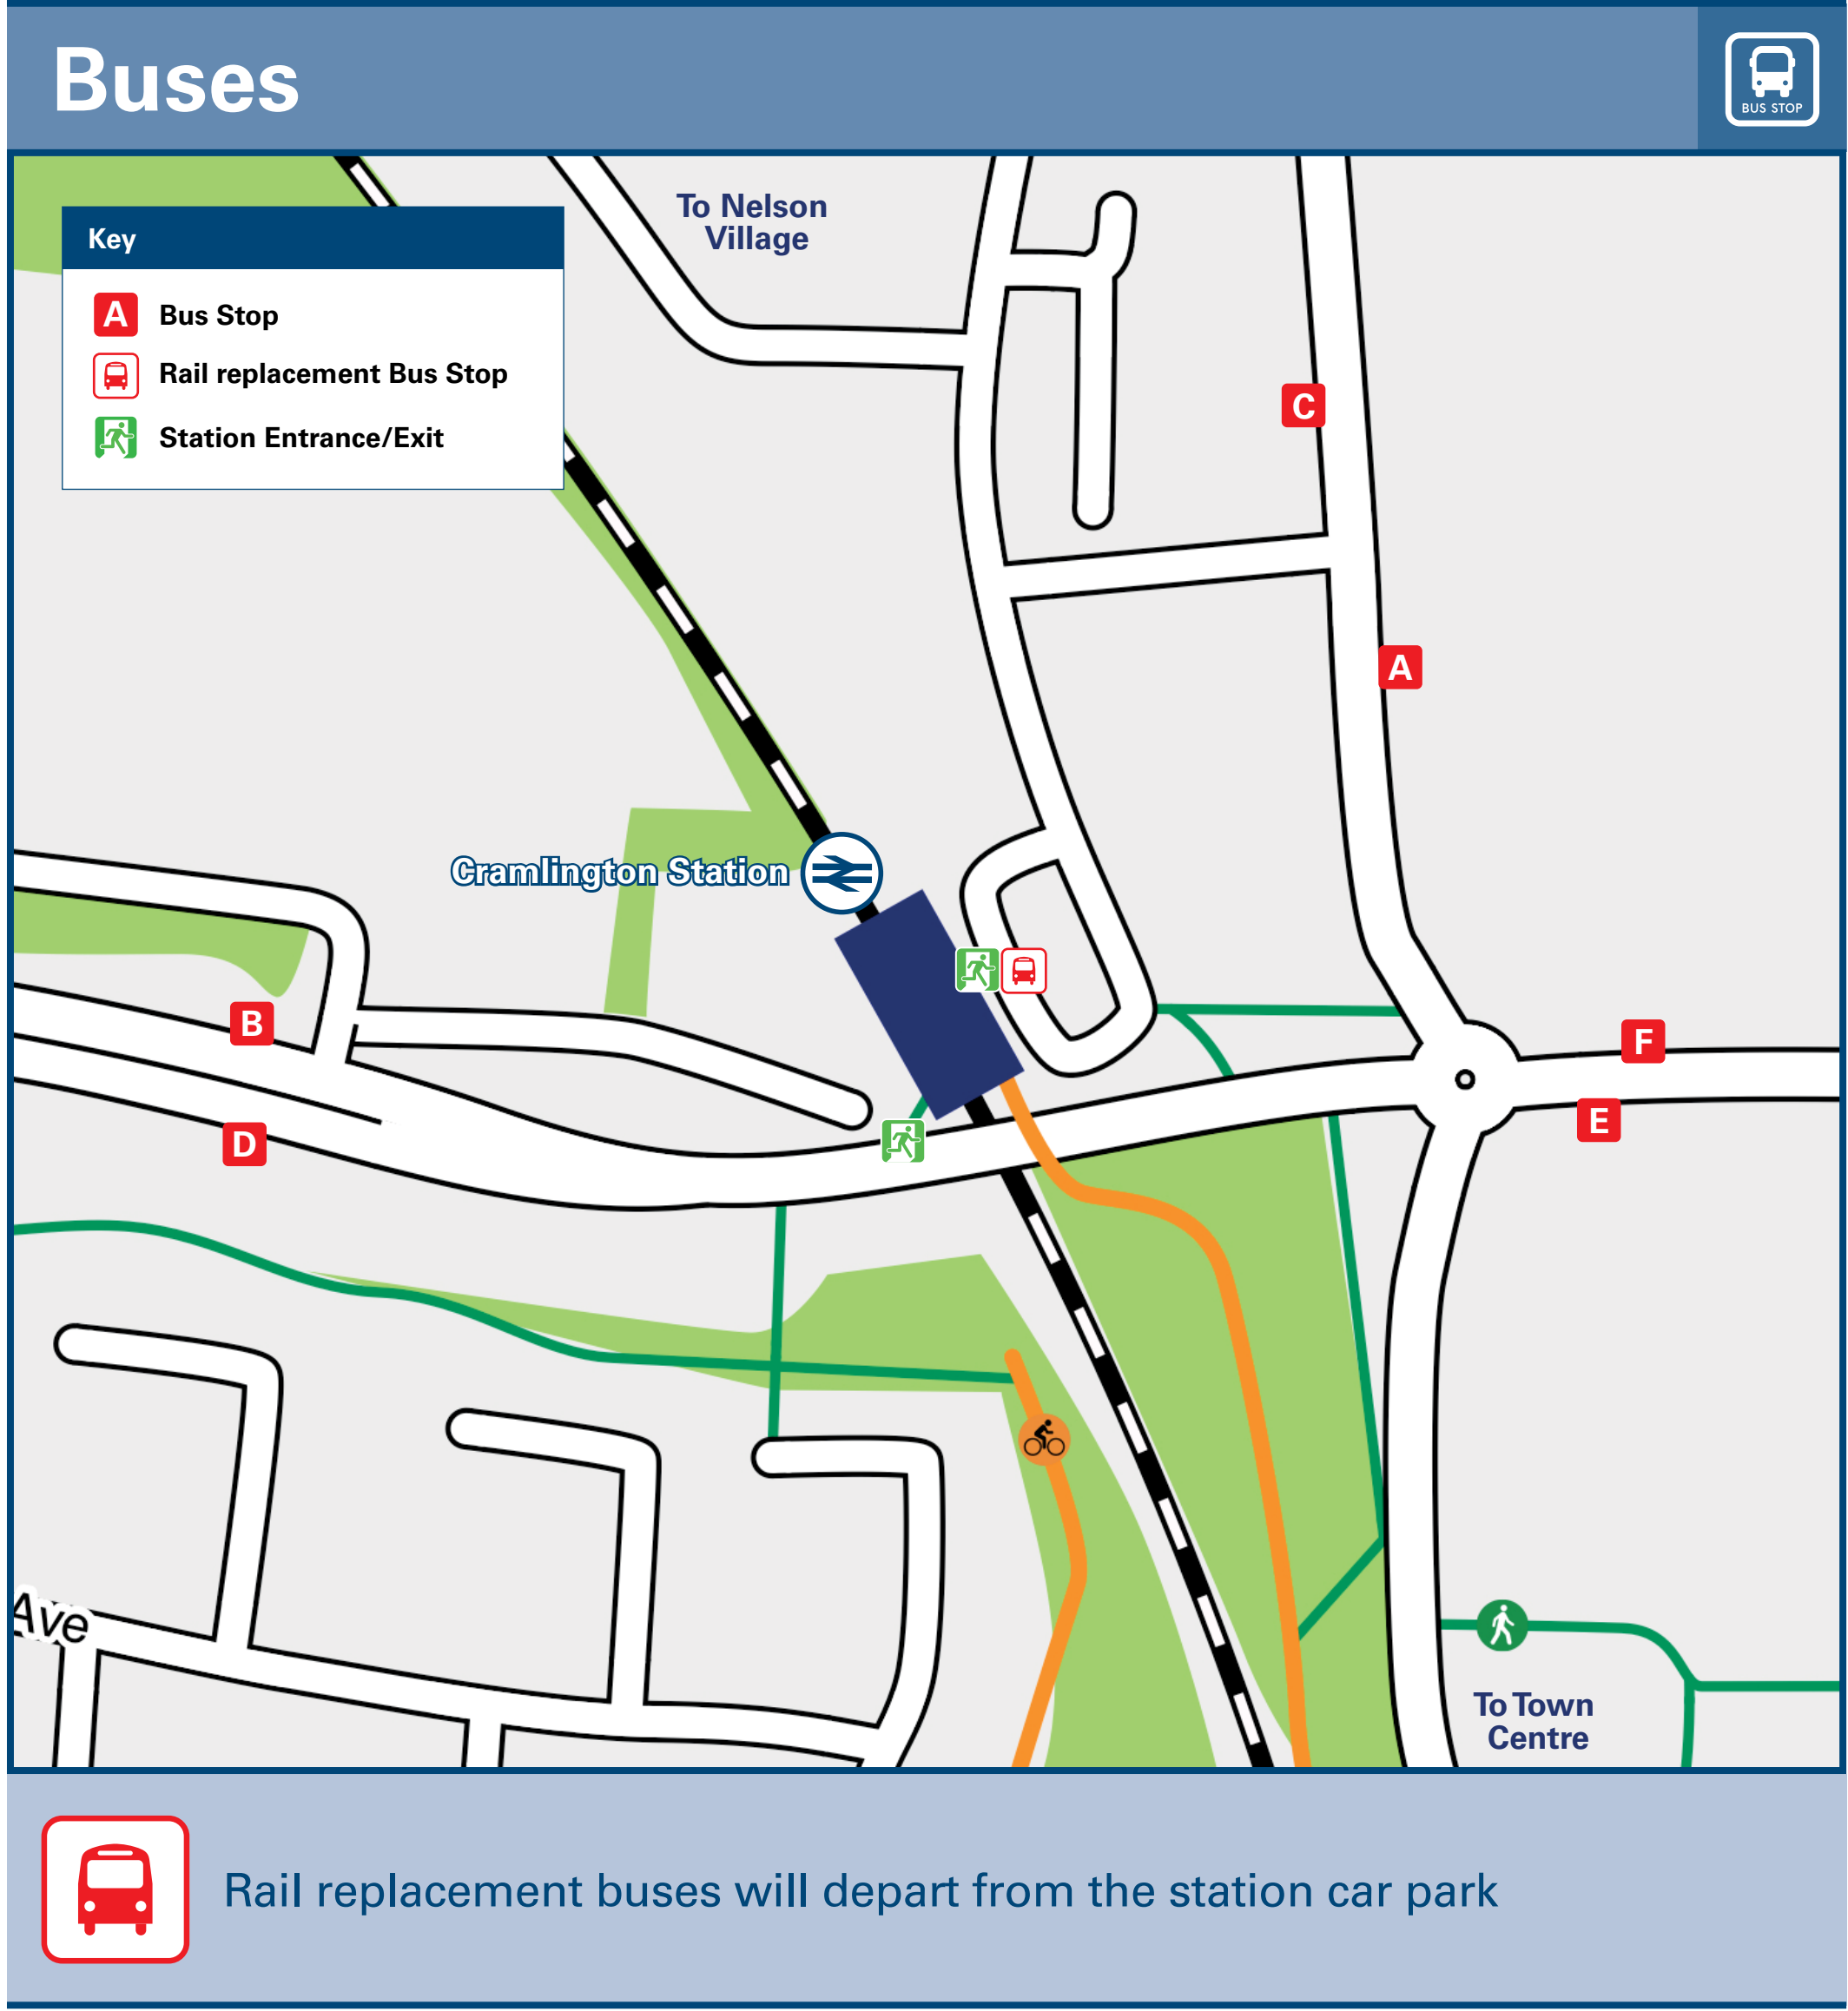 Buses
BUS STOP
To Nelson
Village
Key
A Bus Stop
Rail replacement Bus Stop
Station Entrance/Exit
C
A
Cramlington Station
B
F
D
E
Ave
To Town
Centre
Rail replacement buses will depart from the station car park